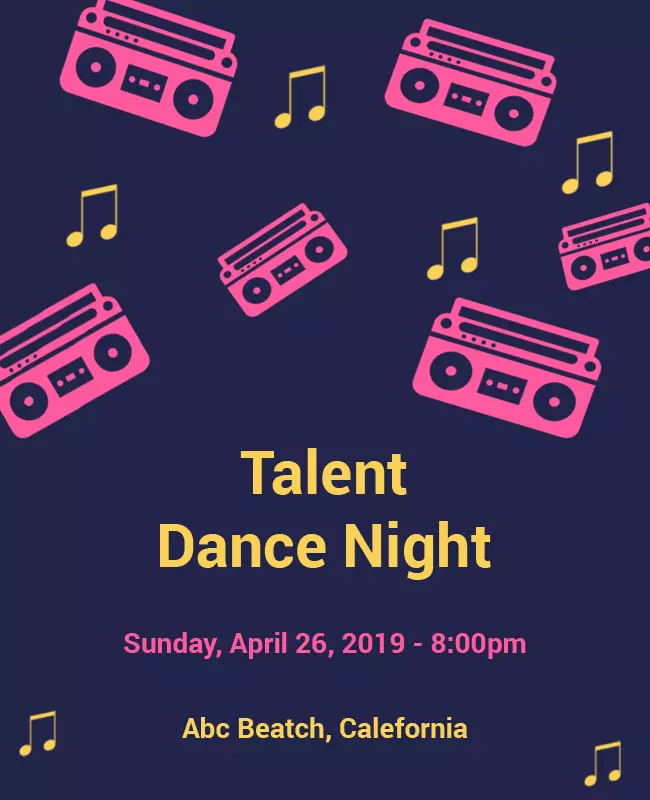 Talent
Dance Night
Sunday, April 26, 2019 - 8:00pm
Abc Beatch, Calefornia